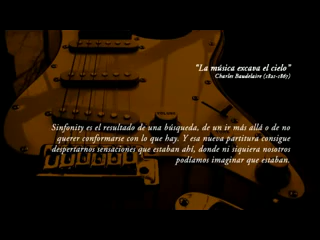 “La música excava el cielo”
Charles Baudolaire (1821-1867)
Sinfonity es el resultado de una búsqueda, de un ir más allá o de no
querer conformarse con lo que hay. Y esa nueva partitura consigue
despertarnos sensaciones que estaban ahí, donde ni siquiera nosotros
podíamos imaginar que estaban.